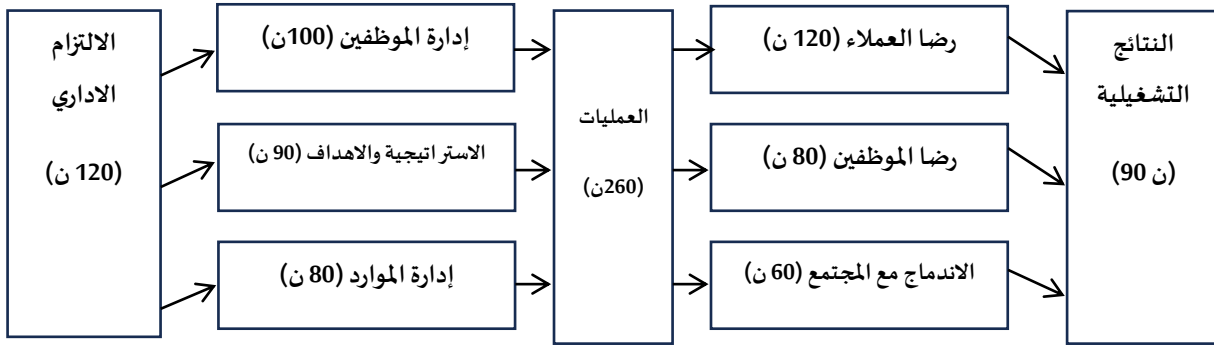 الالتزام
الاداري
(120 ن)
إدارة الموظفين (100ن)
الاستراتيجية والاهداف (90 ن)
إدارة الموارد (80 ن)
العمليات
(260ن)
رضا العملاء (120 ن)
رضا الموظفين (80 ن)
الاندماج مع المجتمع (60 ن)
النتائج
التشغيلية
(90 ن)